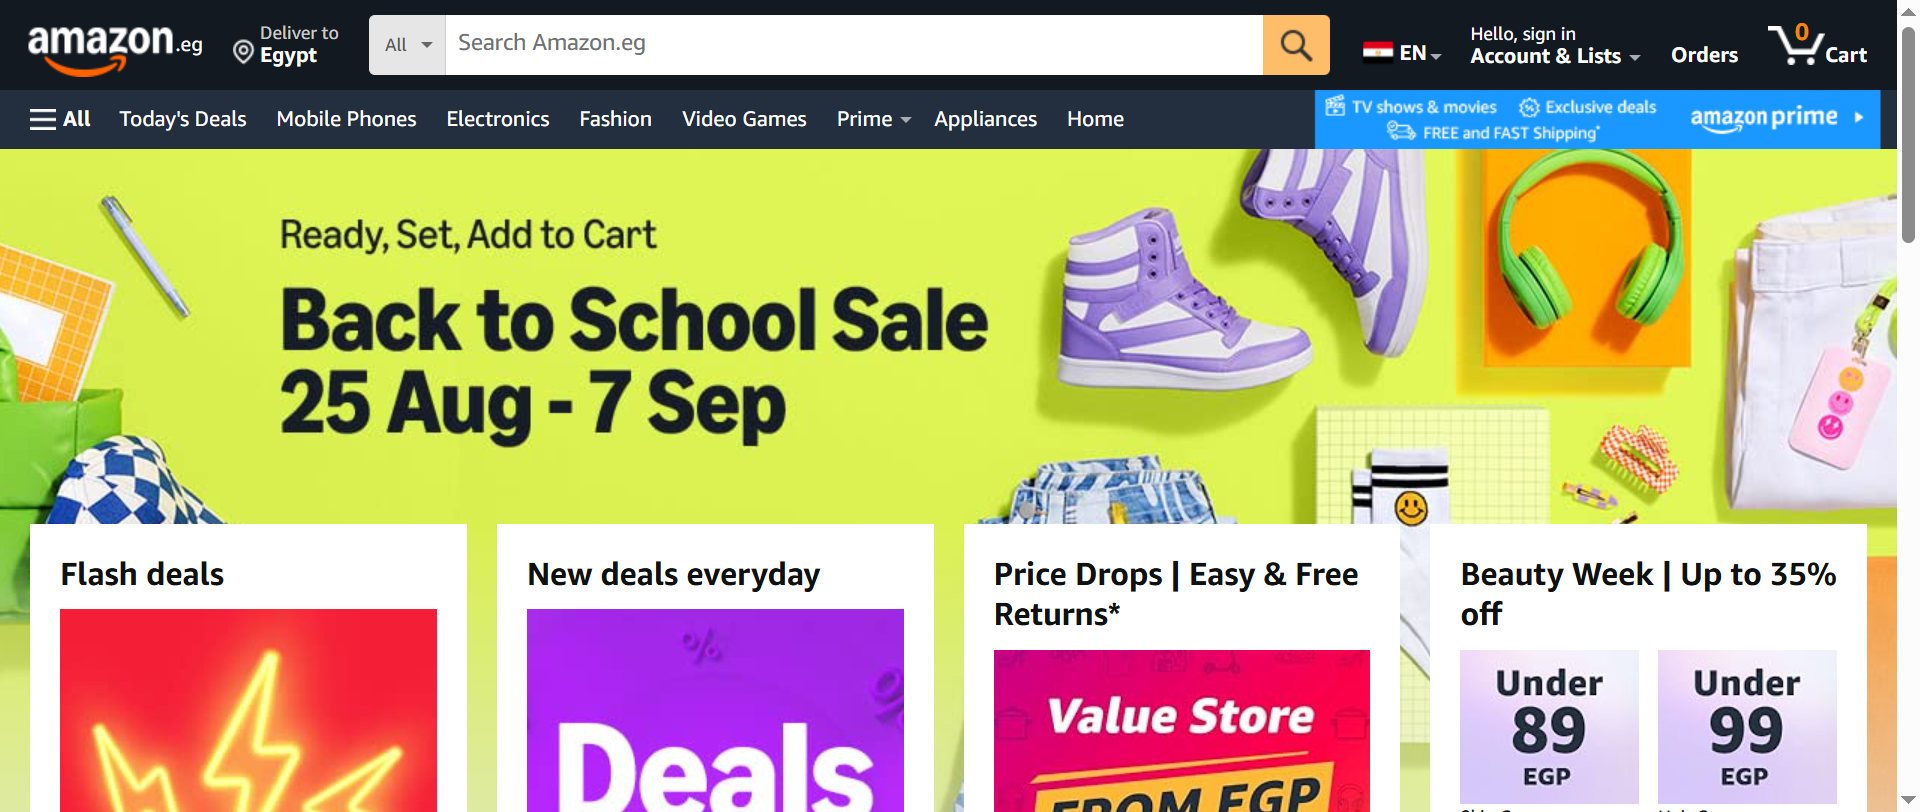 amazon.eg
Deliver to
Egypt
All
Search Amazon.eg
EN
Hello, sign in
Account & Lists
Orders
0
Cart
All
Today's Deals
Mobile Phones
Electronics
Fashion
Video Games
Prime
Appliances
Home
TV shows & movies
Exclusive deals
FREE and FAST Shipping*
amazon prime
Ready, Set, Add to Cart
Back to School Sale
25 Aug - 7 Sep
Flash deals
New deals everyday
Price Drops | Easy & Free
Returns*
Beauty Week | Up to 35%
off
%
%
Deals
Value Store
FROM EGP
Under
89
EGP
Under
99
EGP